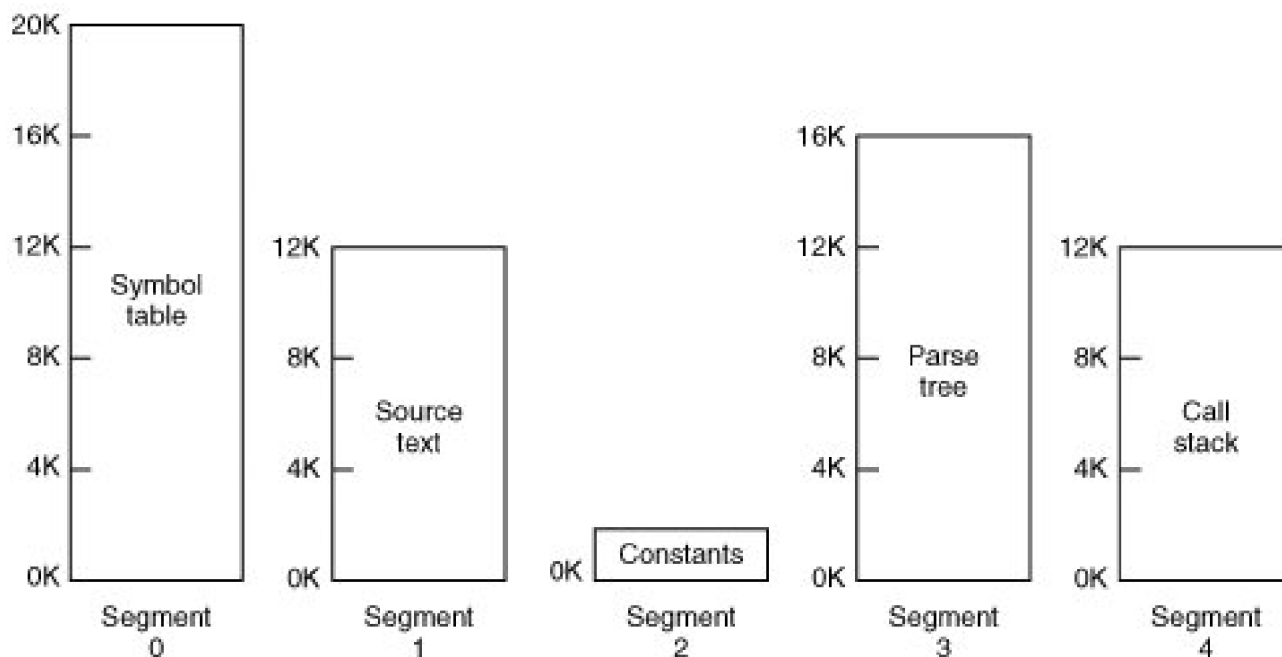 20K
16K
12K
8K
4K
0K
Symbol
table
Segment
0
12K
8K
4K
0K
Source
text
Segment
1
0K
Constants
Segment
2
16K
12K
8K
4K
0K
Parse
tree
Segment
3
12K
8K
4K
0K
Call
stack
Segment
4